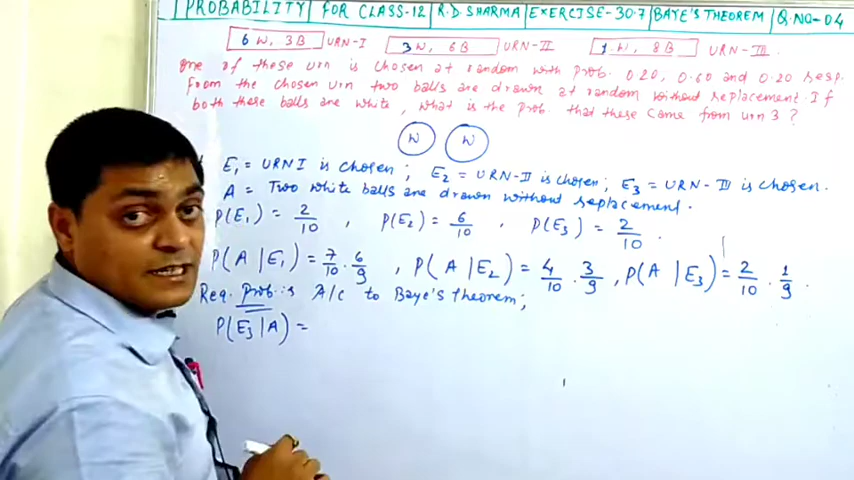 PROBABILITY FOR CLASS-12 R.D SHARMA EXERCISE-30.7 BAYE'S THEOREM Q.NO-04
6 W, 3 B URN-I 3 W, 6 B URN-II 1 W, 8 B URN-III
One of these urn is chosen at random with prob. 0.20, 0.60 and 0.20 resp.
From the chosen urn two balls are drawn at random without replacement. If
both these balls are white, what is the prob. that these came from urn 3?
W W
E1 = URN I is chosen; E2 = URN-II is chosen; E3 = URN-III is chosen.
A = Two white balls are drawn without replacement.
P(E1) = 2/10, P(E2) = 6/10, P(E3) = 2/10.
P(A|E1) = 7/10 . 6/9, P(A|E2) = 4/10 . 3/9, P(A|E3) = 2/10 . 1/9.
Req. Prob. is A/c to Baye's theorem;
P(E3|A) =